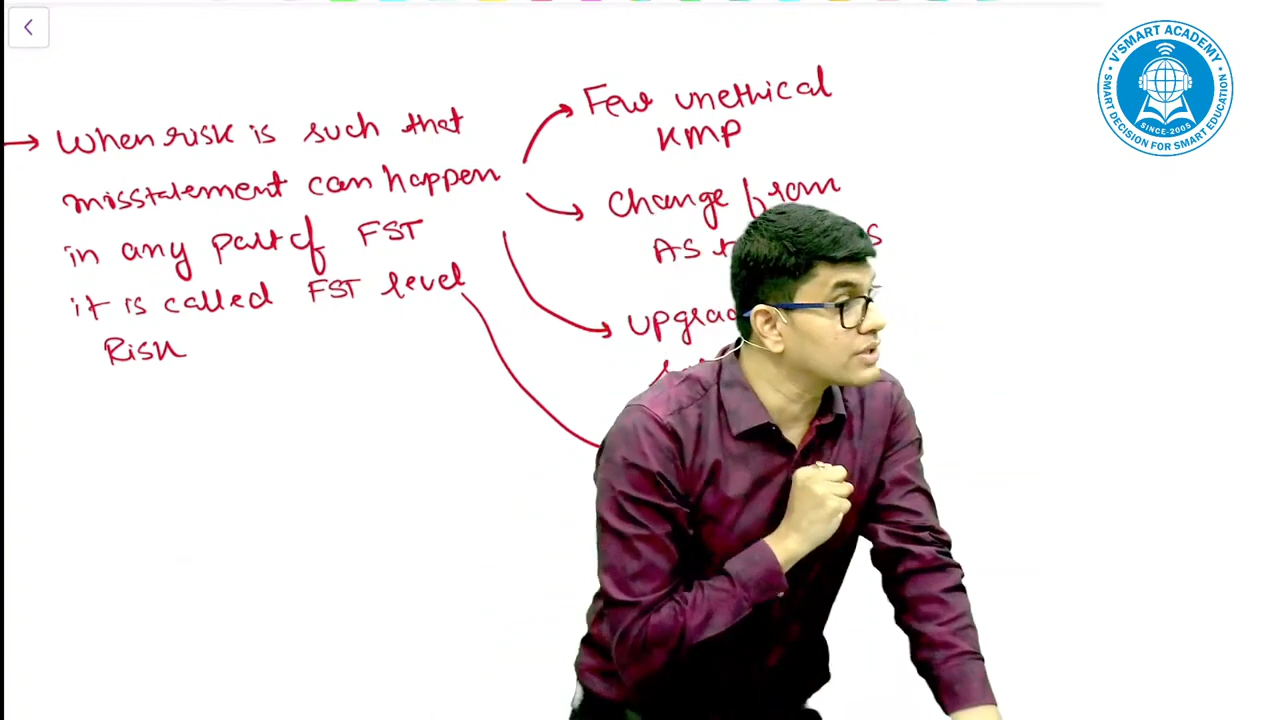 When risk is such that
misstatement can happen
in any part of FST
it is called FST level
Risk
Few unethical
KMP
change from
AS
V'SMART ACADEMY
SINCE-2005
SMART DECISION FOR SMART EDUCATION